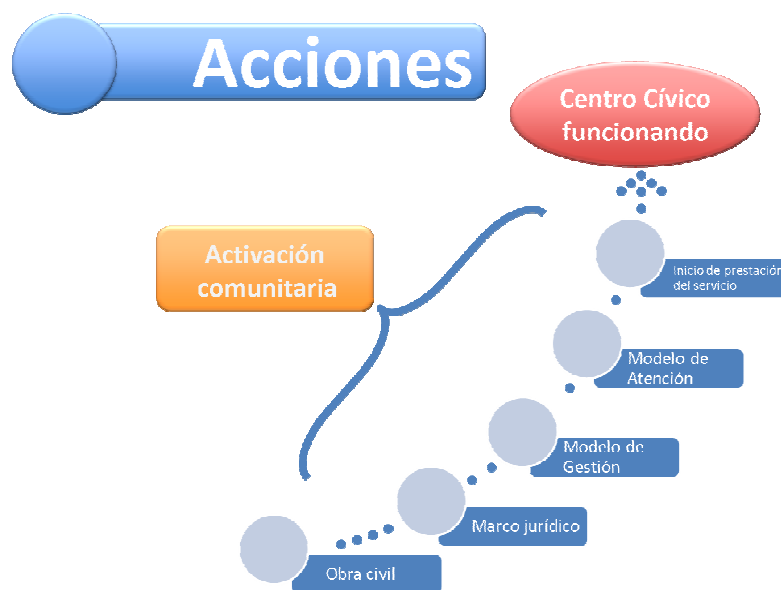 Acciones
Centro Cívico
funcionando
Activación
comunitaria
Inicio de prestación
del servicio
Modelo de
Atención
Modelo de
Gestión
Marco jurídico
Obra civil